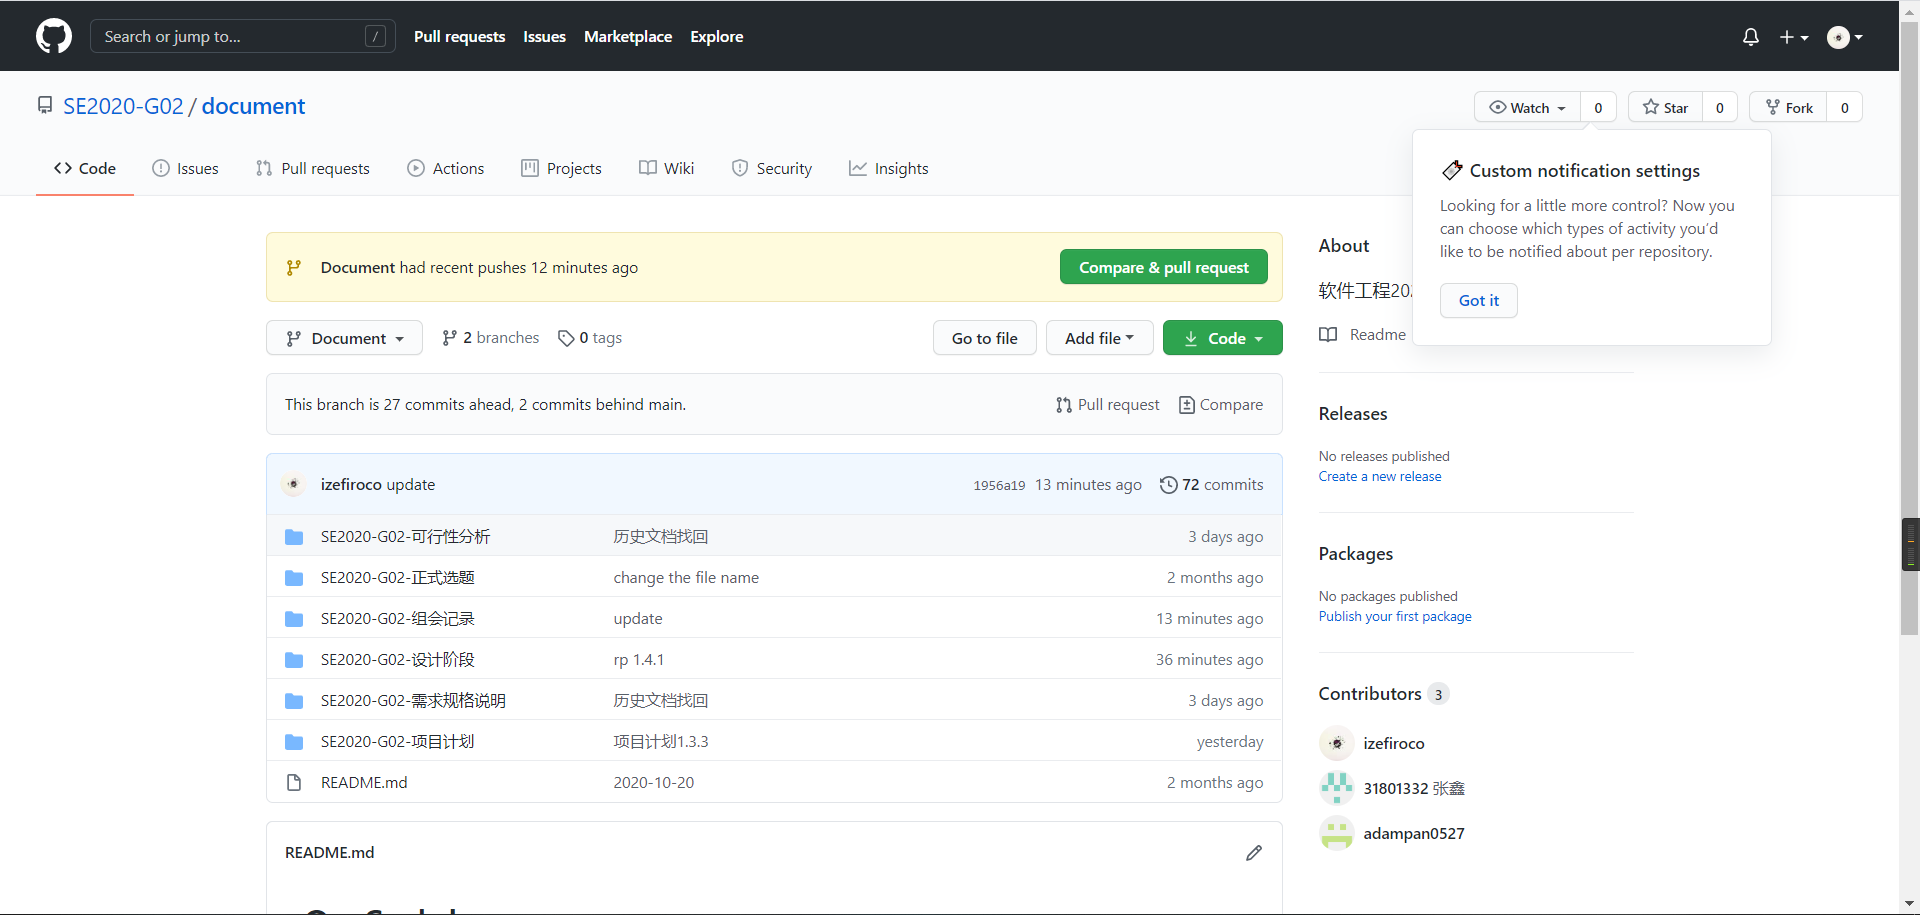 Search or jump to... /
Pull requests Issues Marketplace Explore
SE2020-G02 / document
Watch 0 Star 0 Fork 0
Code Issues Pull requests Actions Projects Wiki Security Insights
Custom notification settings
Looking for a little more control? Now you
can choose which types of activity you'd
like to be notified about per repository.
Got it
Document had recent pushes 12 minutes ago
Compare & pull request
Document 2 branches 0 tags
Go to file Add file Code
This branch is 27 commits ahead, 2 commits behind main.
Pull request Compare
izefiroco update 1956a19 13 minutes ago 72 commits
SE2020-G02-可行性分析 历史文档找回 3 days ago
SE2020-G02-正式选题 change the file name 2 months ago
SE2020-G02-组会记录 update 13 minutes ago
SE2020-G02-设计阶段 rp 1.4.1 36 minutes ago
SE2020-G02-需求规格说明 历史文档找回 3 days ago
SE2020-G02-项目计划 项目计划1.3.3 yesterday
README.md 2020-10-20 2 months ago
README.md
About
软件工程20
Readme
Releases
No releases published
Create a new release
Packages
No packages published
Publish your first package
Contributors 3
izefiroco
31801332 张鑫
adampan0527